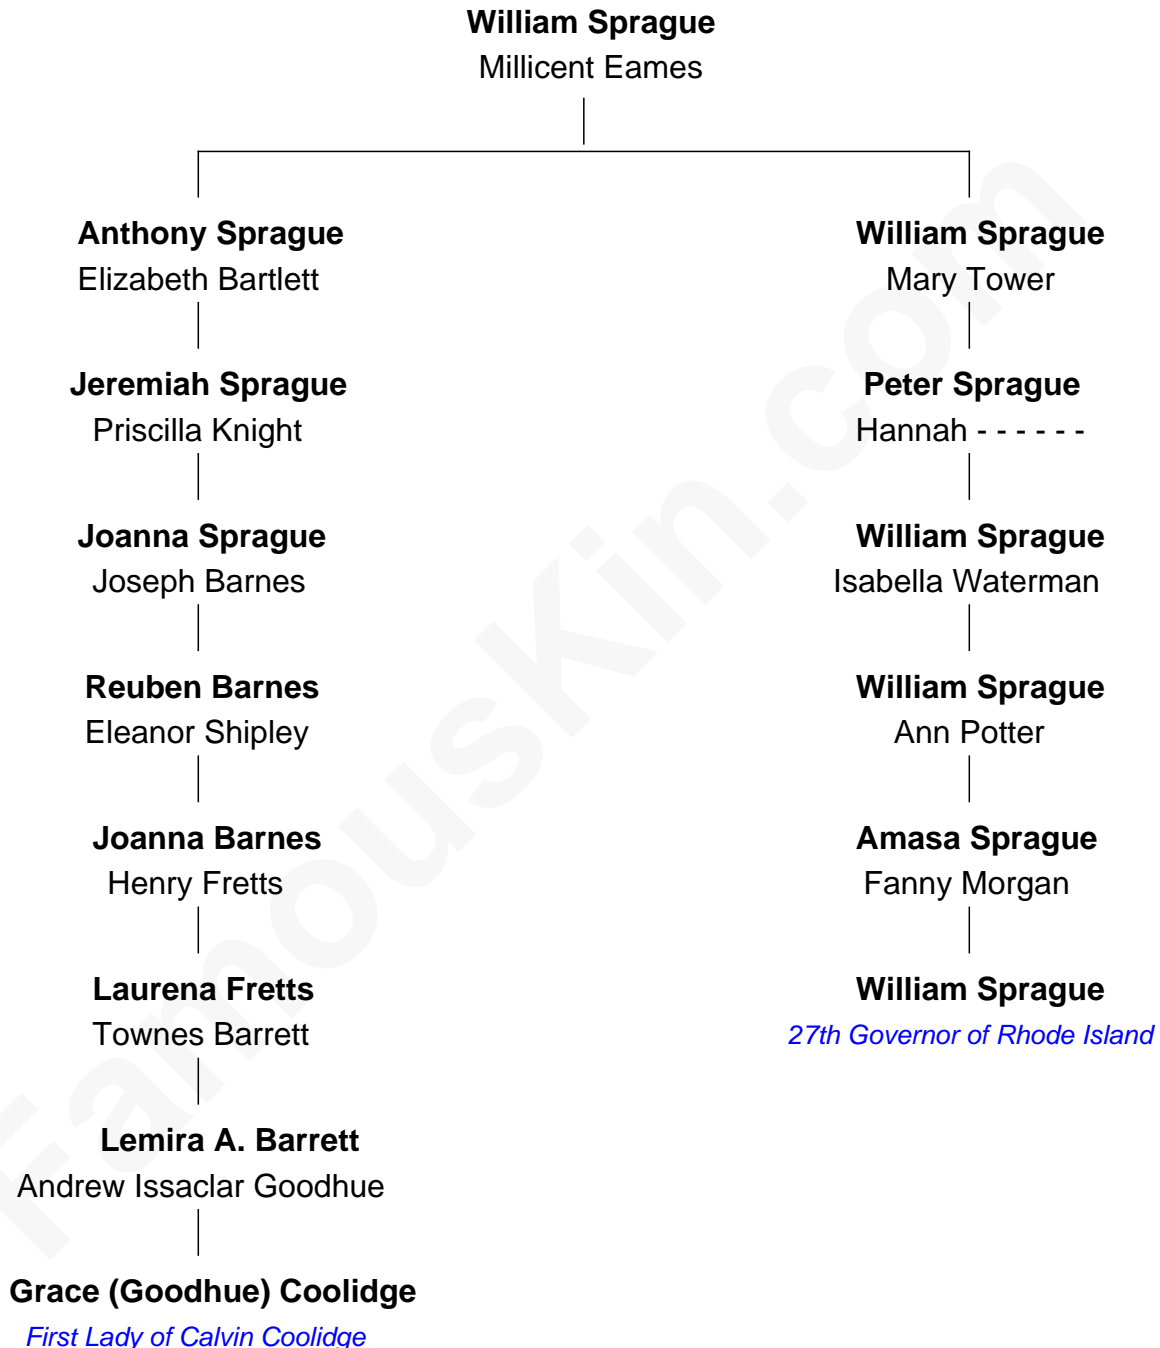 William Sprague
Millicent Eames
Anthony Sprague
Elizabeth Bartlett
William Sprague
Mary Tower
Jeremiah Sprague
Priscilla Knight
Peter Sprague
Hannah - - - - - -
Joanna Sprague
Joseph Barnes
William Sprague
Isabella Waterman
Reuben Barnes
Eleanor Shipley
William Sprague
Ann Potter
Joanna Barnes
Henry Fretts
Amasa Sprague
Fanny Morgan
Laurena Fretts
Townes Barrett
William Sprague
27th Governor of Rhode Island
Lemira A. Barrett
Andrew Issaclar Goodhue
Grace (Goodhue) Coolidge
First Lady of Calvin Coolidge
FamousKin.com